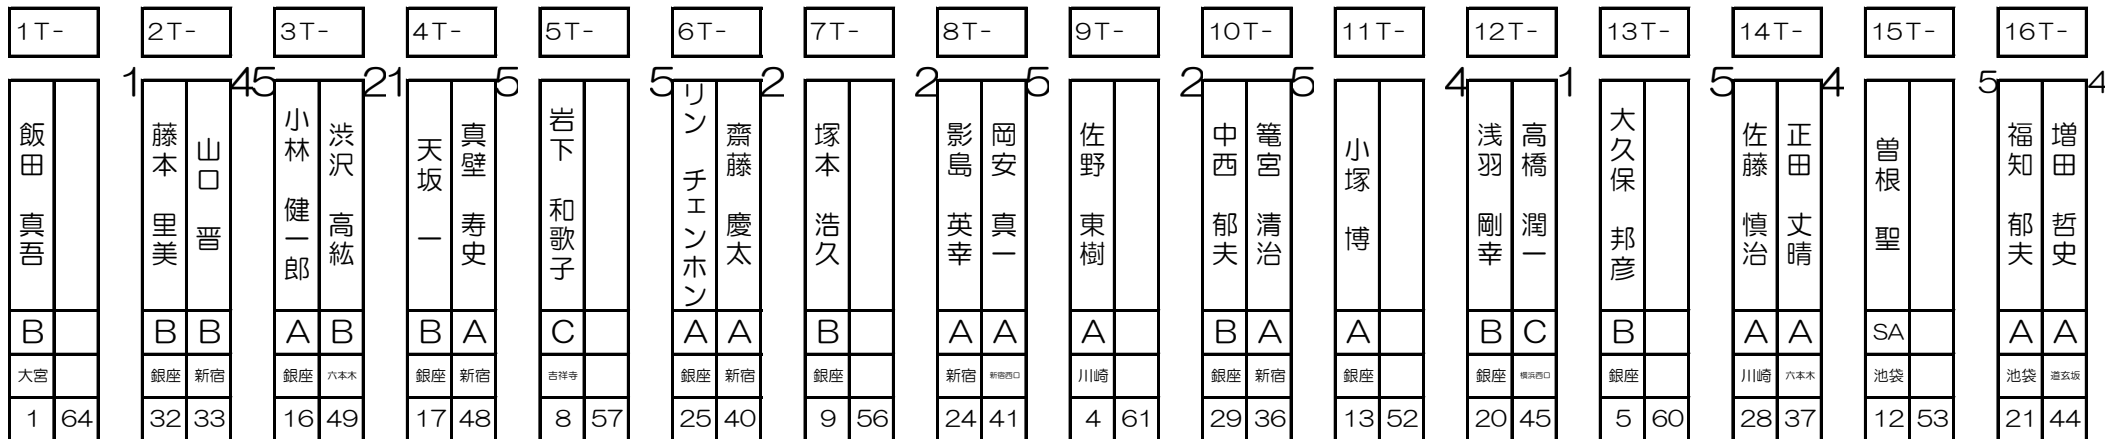 1T- 2T- 3T- 4T- 5T- 6T- 7T- 8T- 9T- 10T- 11T- 12T- 13T- 14T- 15T- 16T-
1 4 5 2 1 5 5 2 2 5 2 5 4 1 5 4 5 4
飯田 真吾
藤本 里美
山口 晋
小林 健一郎
渋沢 高紘
天坂 一
真壁 寿史
岩下 和歌子
リン チェンホン
齋藤 慶太
塚本 浩久
影島 英幸
岡安 真一
佐野 東樹
中西 郁夫
篭宮 清治
小塚 博
浅羽 剛幸
高橋 潤一
大久保 邦彦
佐藤 慎治
正田 丈晴
曽根 聖
福知 郁夫
増田 哲史
B B B A B B A C A A B A A A B A A B C B A A SA A A
大宮 銀座 新宿 銀座 六本木 銀座 新宿 吉祥寺 銀座 新宿 銀座 新宿 新宿西口 川崎 銀座 新宿 銀座 銀座 横浜西口 銀座 川崎 六本木 池袋 池袋 道玄坂
1 64 32 33 16 49 17 48 8 57 25 40 9 56 24 41 4 61 29 36 13 52 20 45 5 60 28 37 12 53 21 44